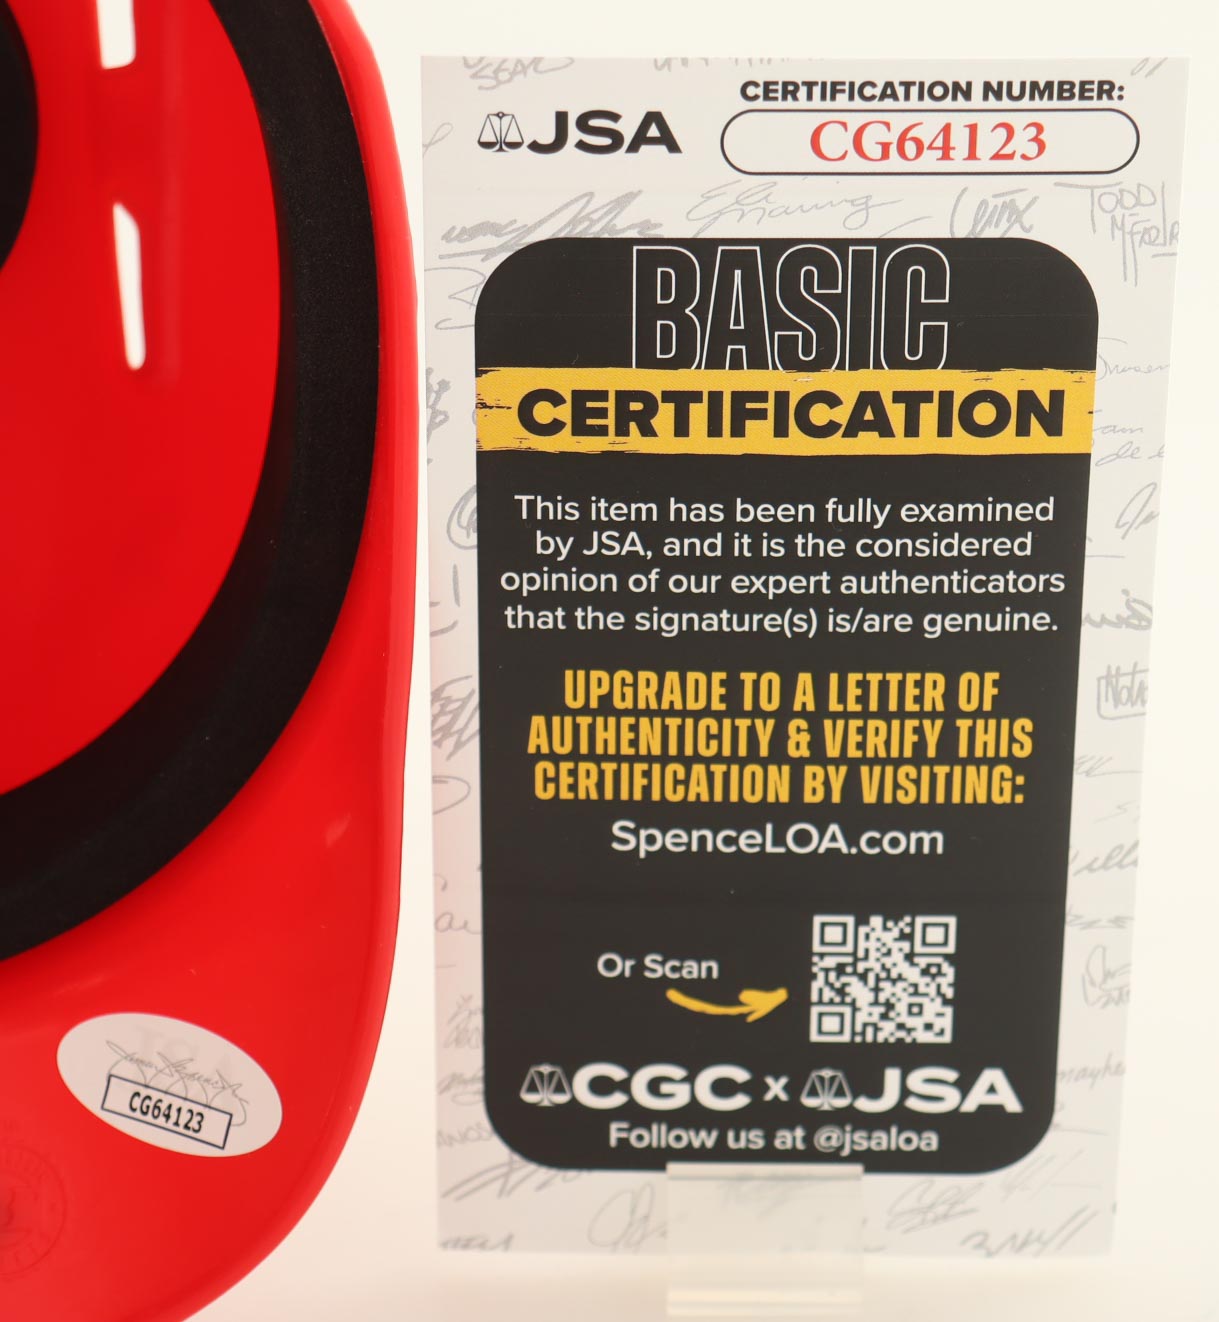 JSA
CERTIFICATION NUMBER:
CG64123
TODD
BASIC
CERTIFICATION
This item has been fully examined
by JSA, and it is the considered
opinion of our expert authenticators
that the signature(s) is/are genuine.
UPGRADE TO A LETTER OF
AUTHENTICITY & VERIFY THIS
CERTIFICATION BY VISITING:
SpenceLOA.com
Or Scan
CGC x JSA
Follow us at @jsaloa
CG64123